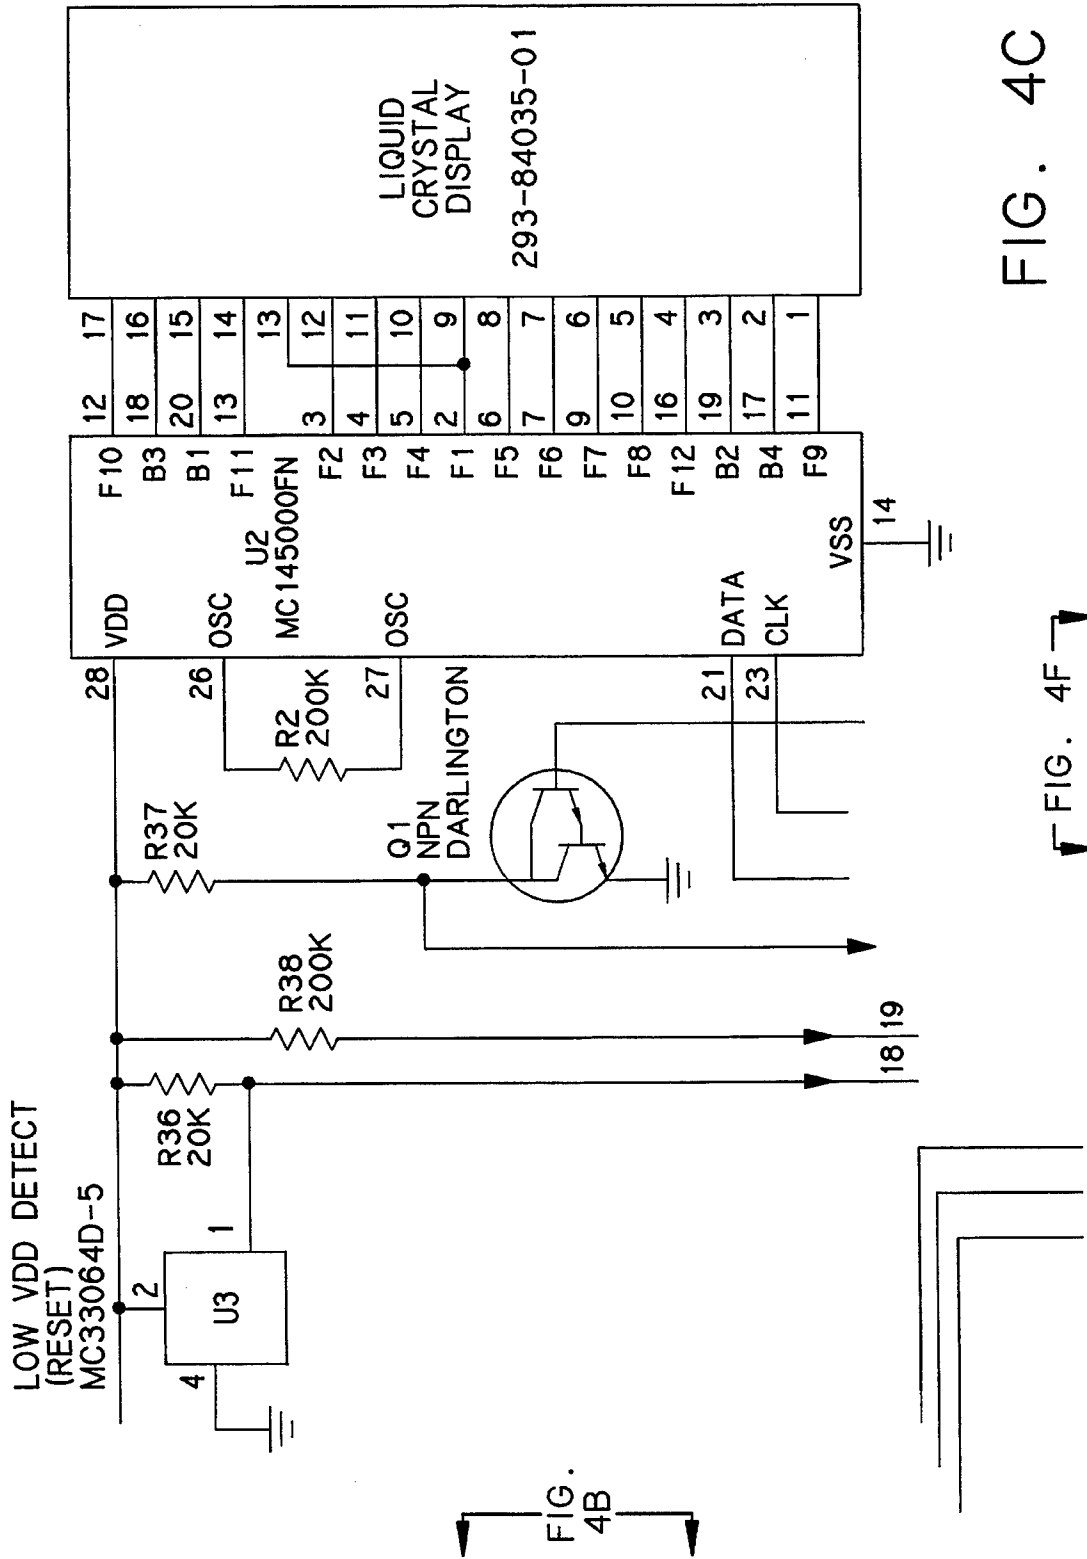 LOW VDD DETECT
(RESET)
MC33064D-5
2
4
U3
1
R36
20K
R38
200K
R37
20K
Q1
NPN
DARLINGTON
R2
200K
28
26
27
21
23
VDD
OSC
OSC
DATA
CLK
U2
MC145000FN
VSS
14
F10 12 17
B3 18 16
B1 20 15
F11 13 14
13
F2 3 12
F3 4 11
F4 5 10
F1 2 9
F5 6 8
F6 7 7
F7 9 6
F8 10 5
F12 16 4
B2 19 3
B4 17 2
F9 11 1
LIQUID
CRYSTAL
DISPLAY
293-84035-01
18 19
FIG.
4B
FIG. 4F
FIG. 4C